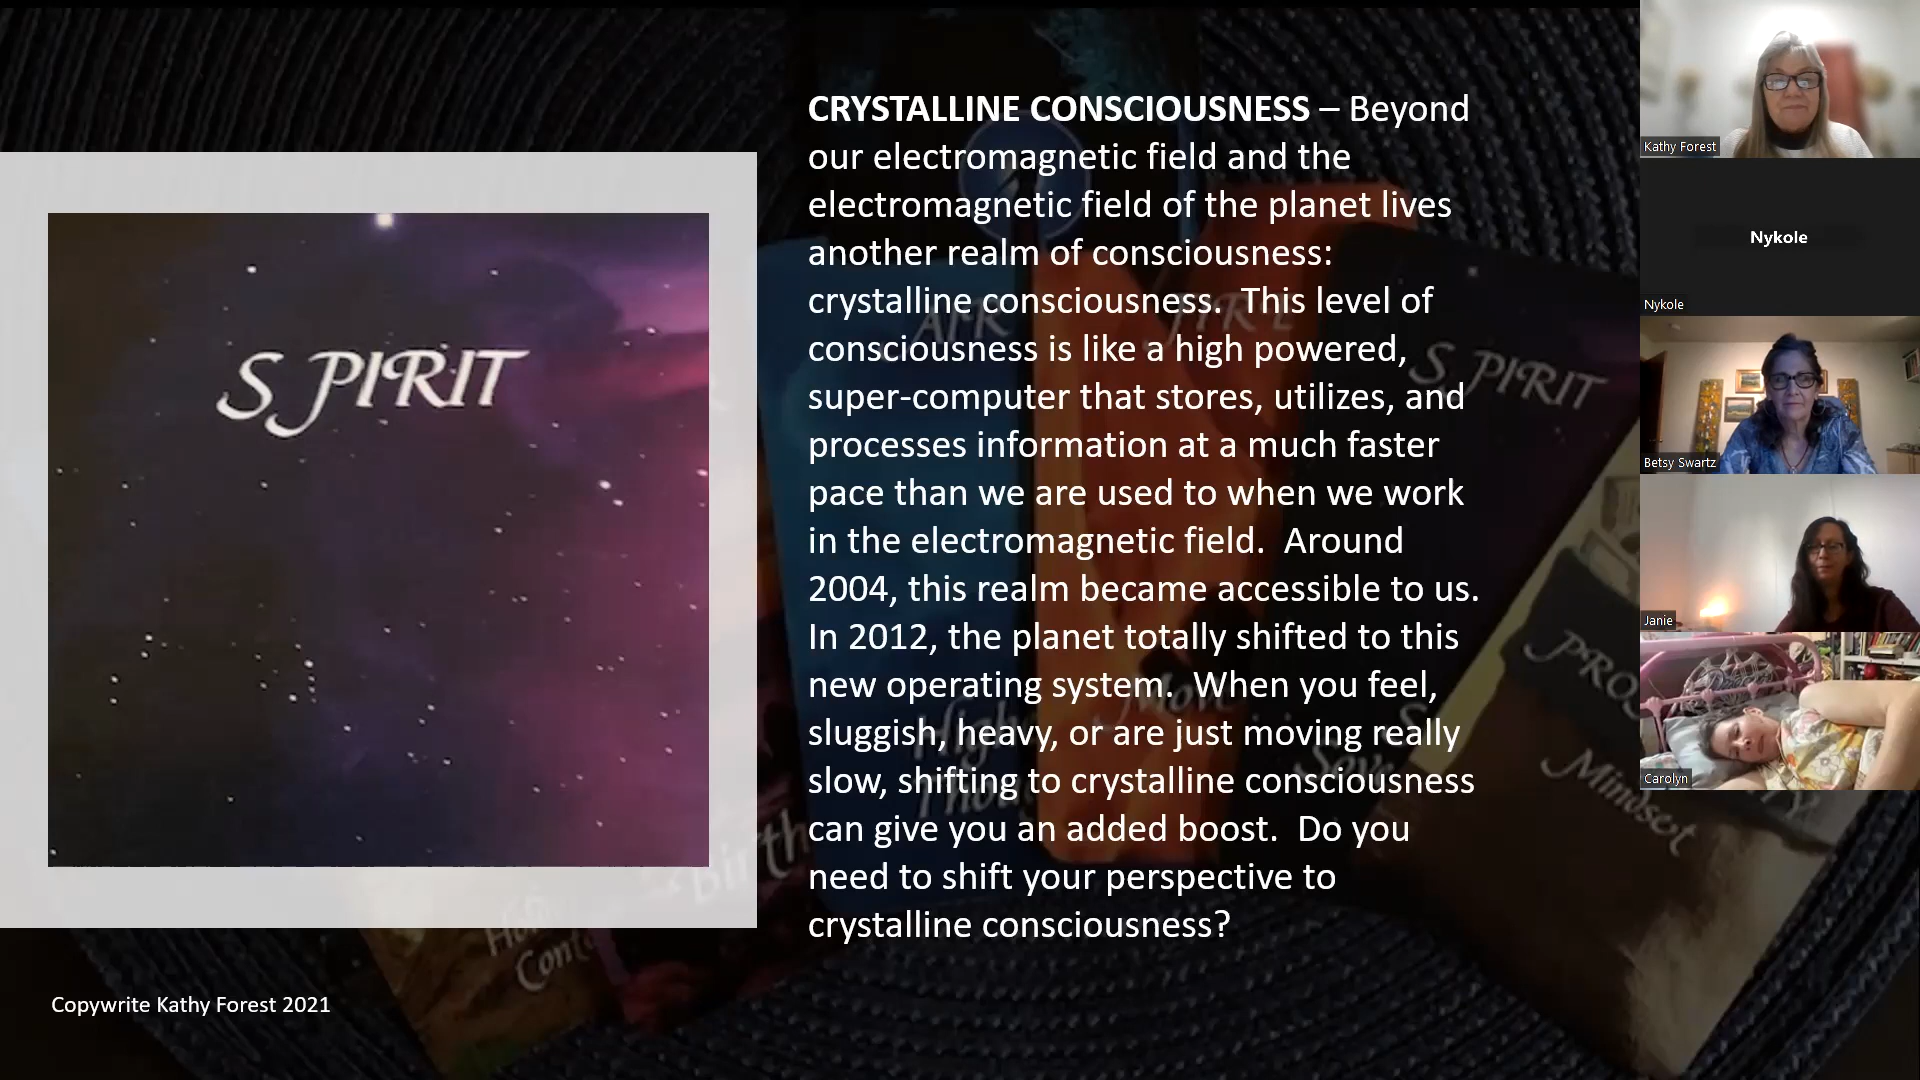 SPIRIT
CRYSTALLINE CONSCIOUSNESS – Beyond
our electromagnetic field and the
electromagnetic field of the planet lives
another realm of consciousness:
crystalline consciousness.  This level of
consciousness is like a high powered,
super-computer that stores, utilizes, and
processes information at a much faster
pace than we are used to when we work
in the electromagnetic field.  Around
2004, this realm became accessible to us.
In 2012, the planet totally shifted to this
new operating system.  When you feel,
sluggish, heavy, or are just moving really
slow, shifting to crystalline consciousness
can give you an added boost.  Do you
need to shift your perspective to
crystalline consciousness?
Copywrite Kathy Forest 2021
AIR
FIRE
SPIRIT
Mindset
Birth
Kathy Forest
Nykole
Nykole
Betsy Swartz
Janie
Carolyn